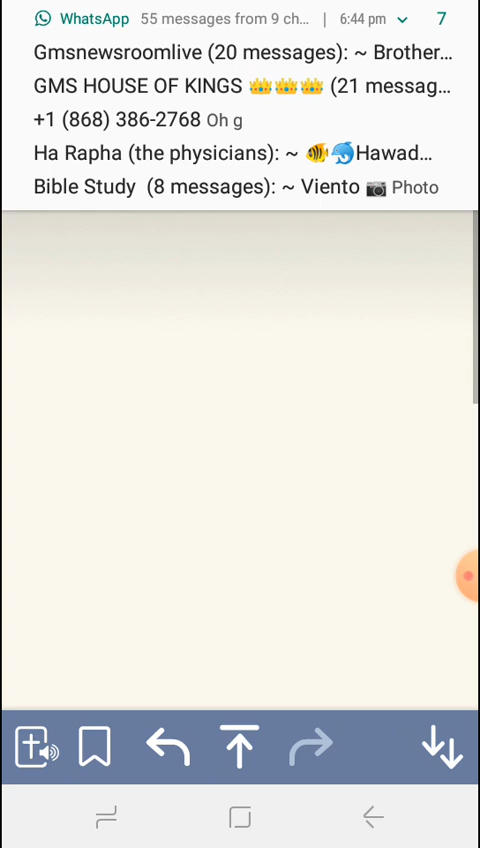 WhatsApp 55 messages from 9 ch... | 6:44 pm 7
Gmsnewsroomlive (20 messages): ~ Brother...
GMS HOUSE OF KINGS 👑👑👑 (21 messag...
+1 (868) 386-2768 Oh g
Ha Rapha (the physicians): ~ 🐠🐬Hawad...
Bible Study (8 messages): ~ Viento 📷 Photo